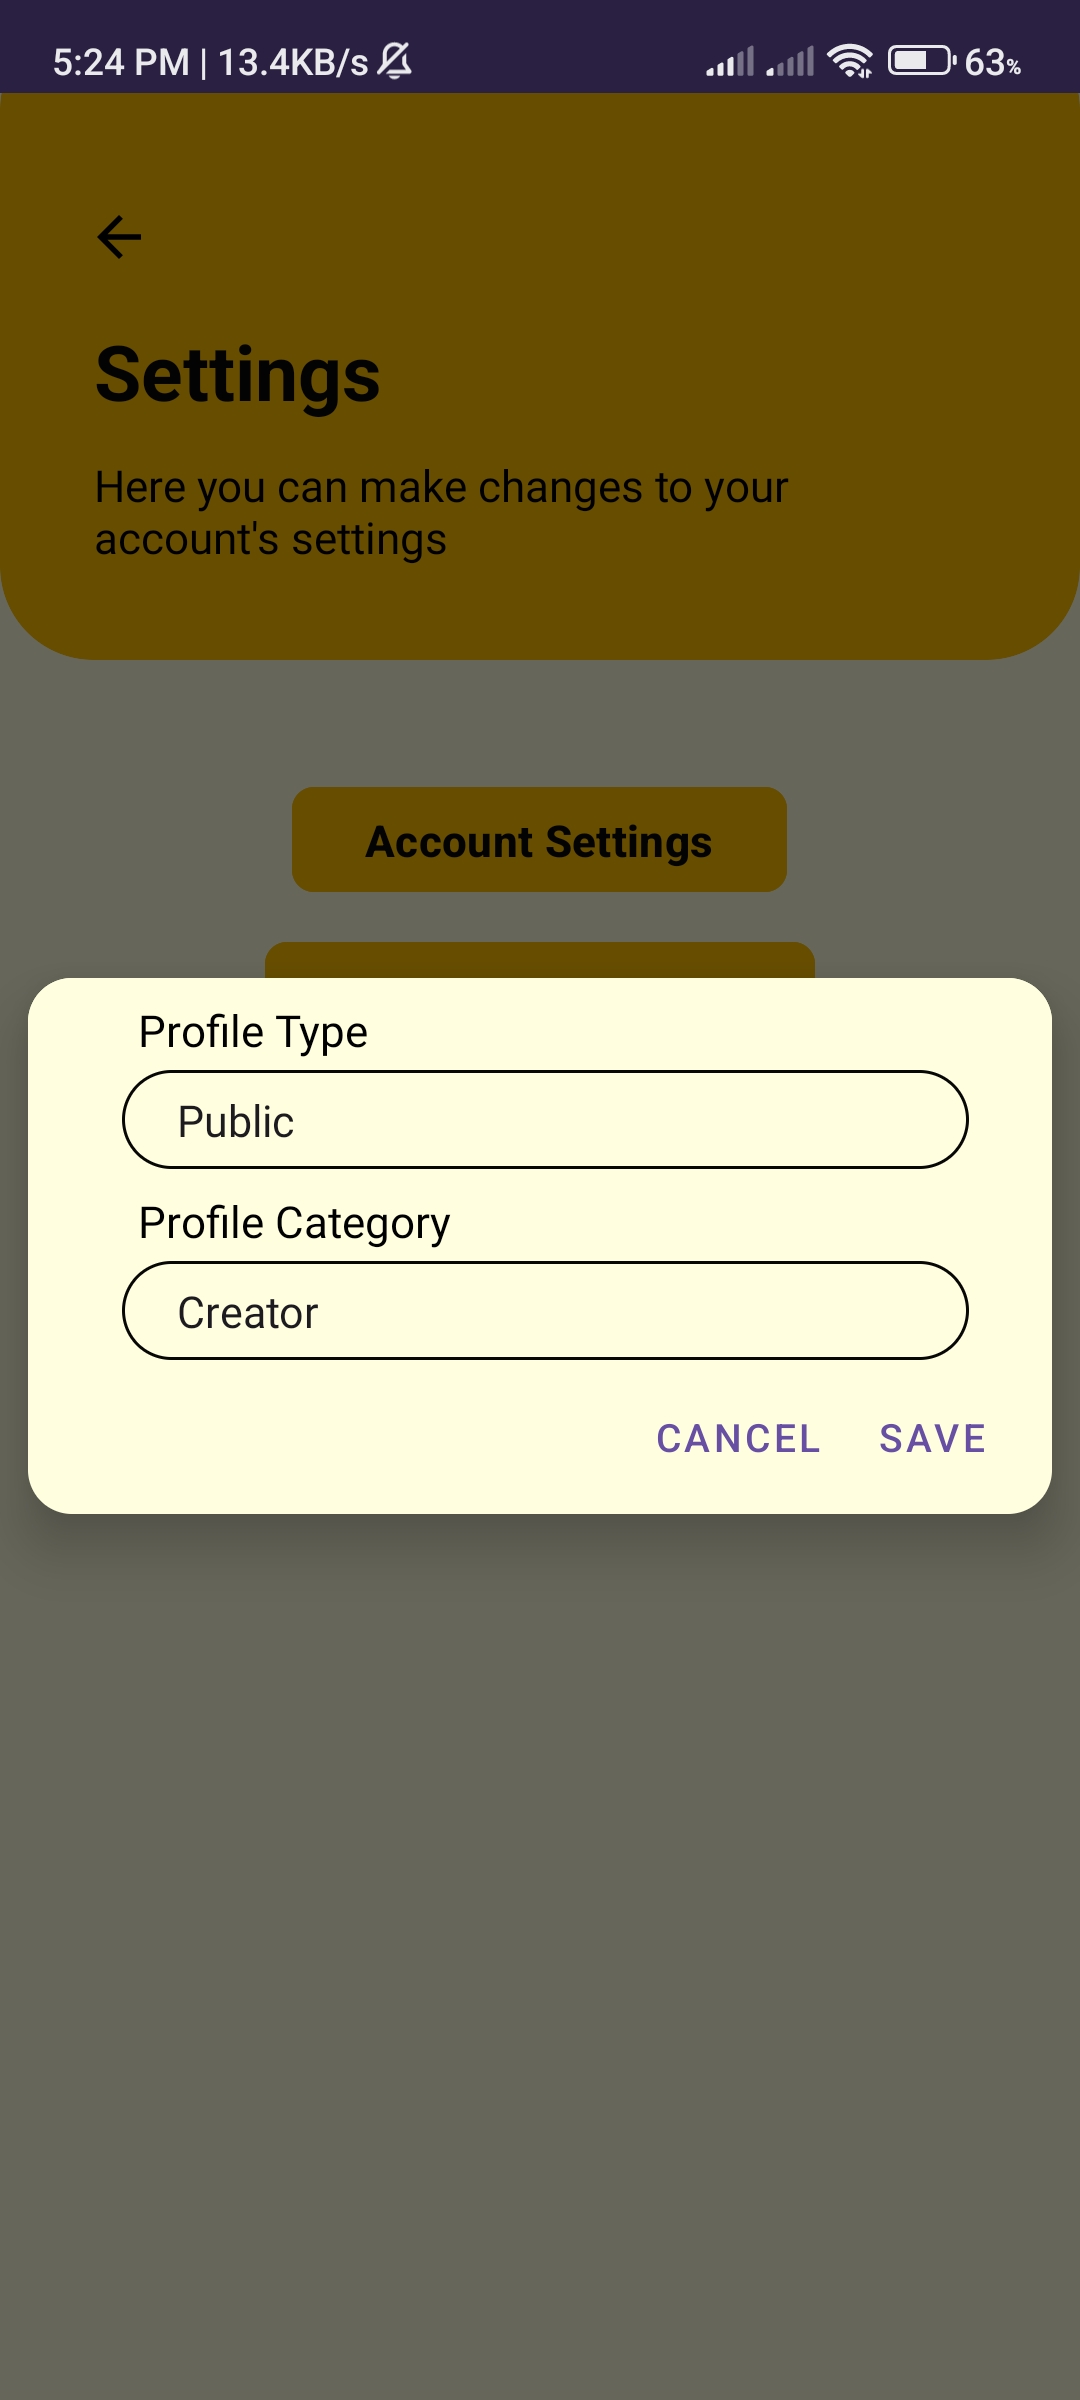 5:24 PM | 13.4KB/s 63%
Settings
Here you can make changes to your
account's settings
Account Settings
Profile Type
Public
Profile Category
Creator
CANCEL SAVE